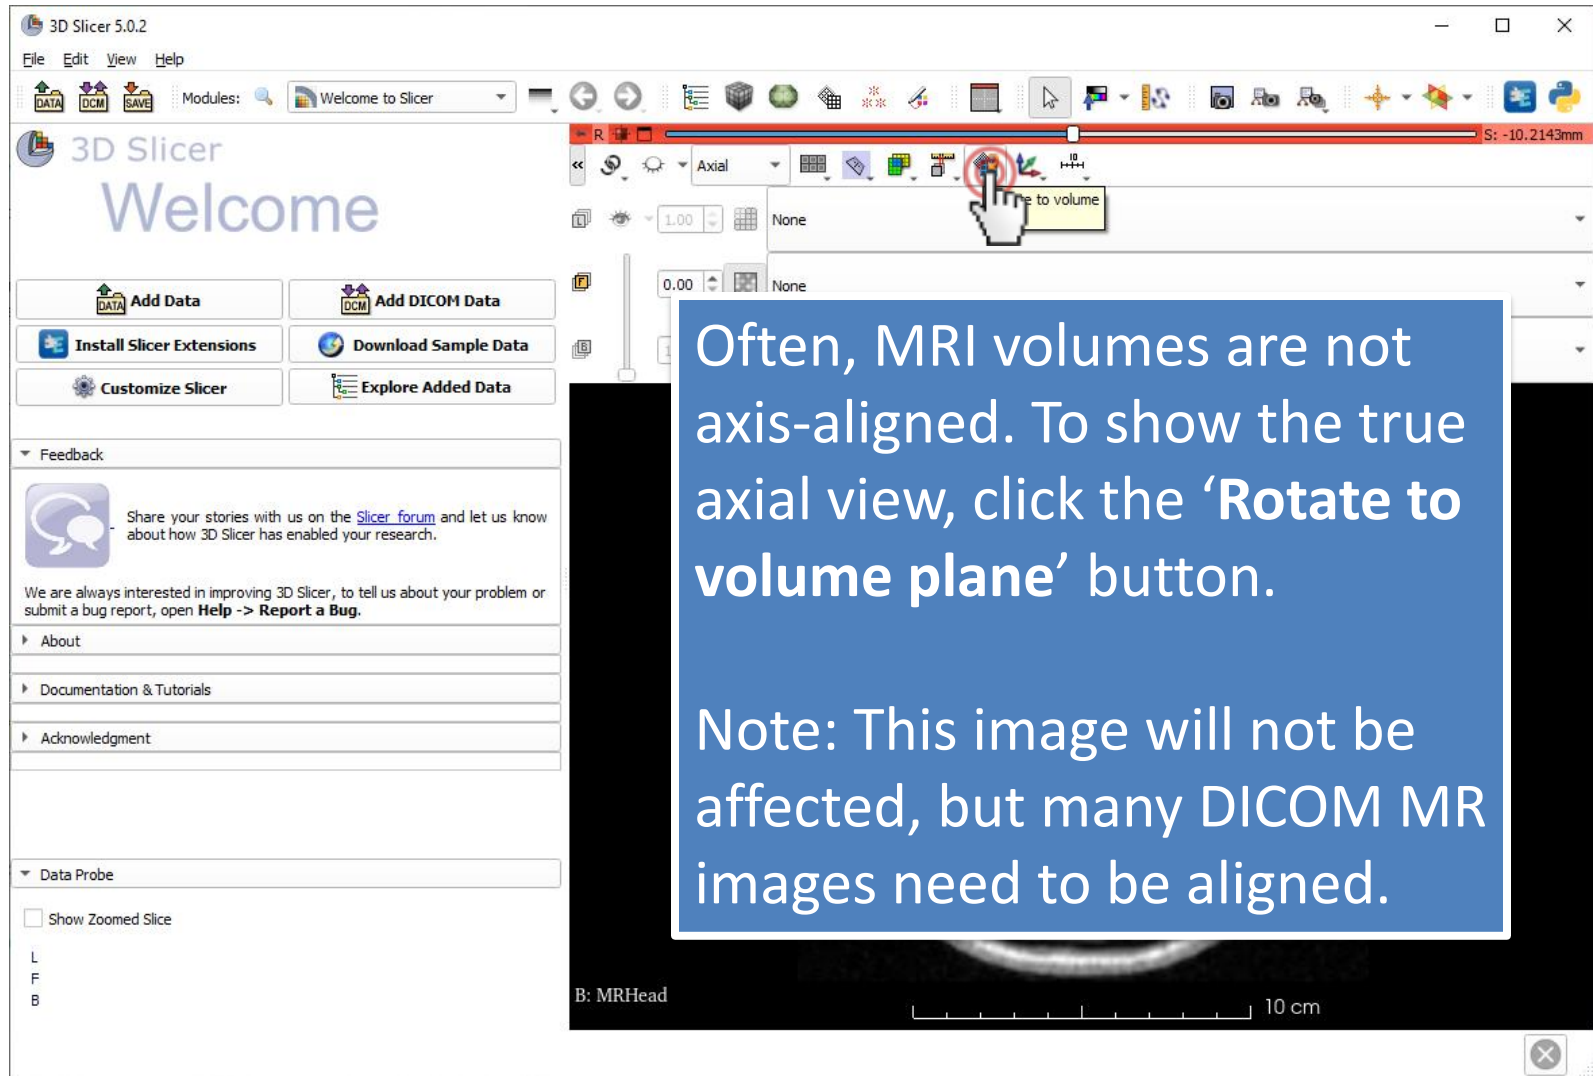 3D Slicer 5.0.2
File Edit View Help
DATA DCM SAVE Modules: Welcome to Slicer
R S: -10.2143mm
3D Slicer
Welcome
« Axial 10
to volume
L 1.00 None
F 0.00 None
B
Add Data Add DICOM Data
Install Slicer Extensions Download Sample Data
Customize Slicer Explore Added Data
Feedback
Share your stories with us on the Slicer forum and let us know
about how 3D Slicer has enabled your research.
We are always interested in improving 3D Slicer, to tell us about your problem or
submit a bug report, open Help -> Report a Bug.
About
Documentation & Tutorials
Acknowledgment
Data Probe
Show Zoomed Slice
L
F
B
Often, MRI volumes are not
axis-aligned. To show the true
axial view, click the ‘Rotate to
volume plane’ button.
Note: This image will not be
affected, but many DICOM MR
images need to be aligned.
B: MRHead
10 cm